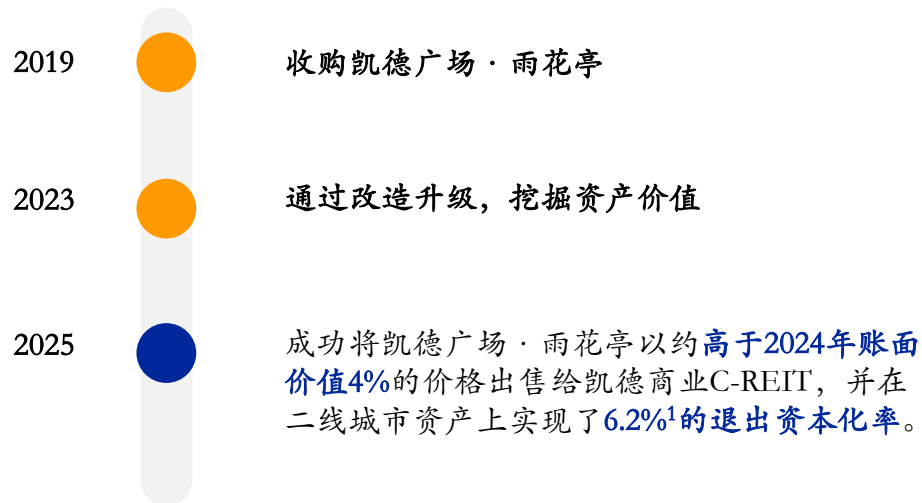 2019
收购凯德广场·雨花亭
2023
通过改造升级，挖掘资产价值
2025
成功将凯德广场·雨花亭以约高于2024年账面
价值4%的价格出售给凯德商业C-REIT，并在
二线城市资产上实现了6.2%¹的退出资本化率。